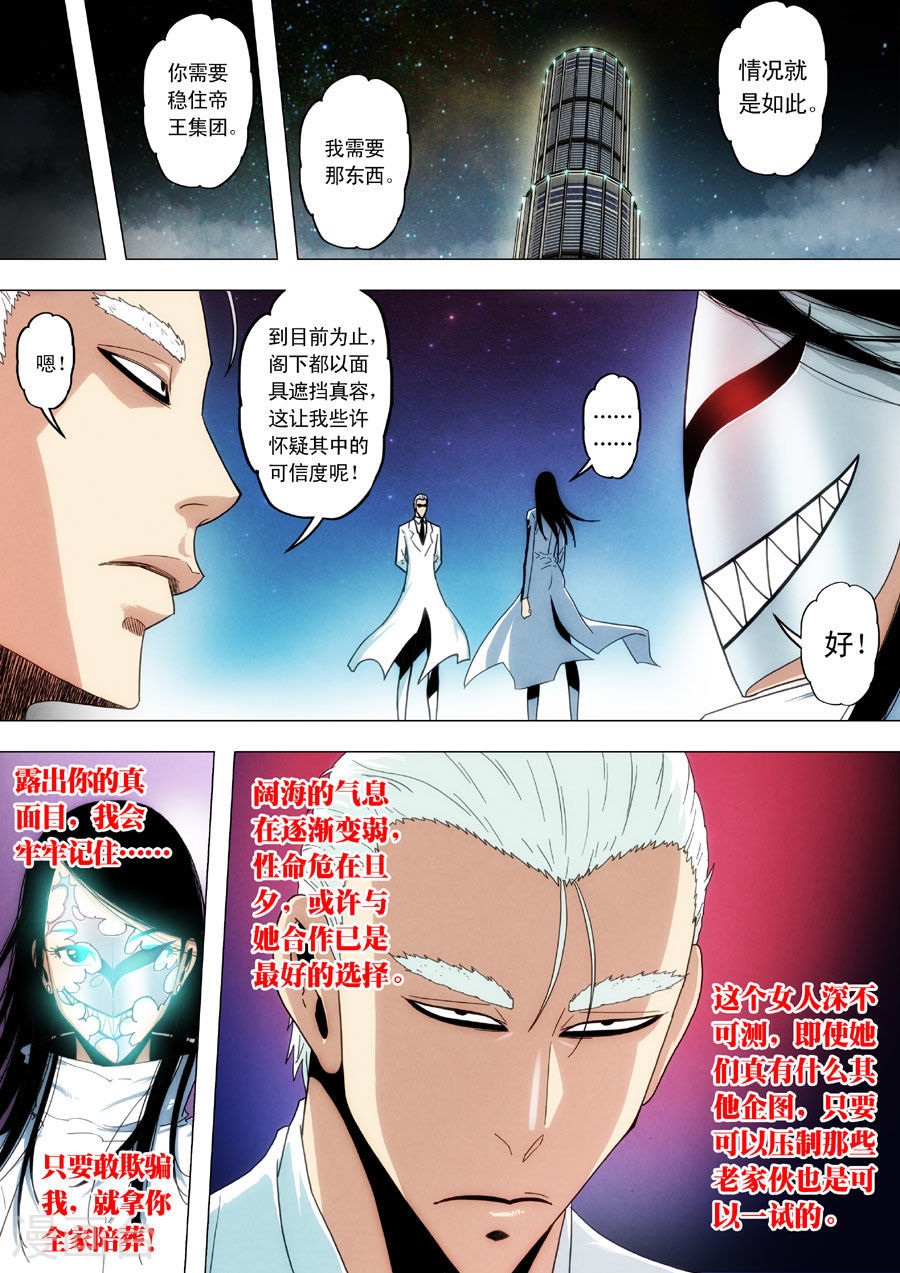 情况就
是如此。
我需要
那东西。
你需要
稳住帝
王集团。
好！
………
………
到目前为止，
阁下都以面
具遮挡真容，
这让我些许
怀疑其中的
可信度呢！
嗯！
这个女人深不
可测，即使她
们真有什么其
他企图，只要
可以压制那些
老家伙也是可
以一试的。
阔海的气息
在逐渐变弱，
性命危在旦
夕，或许与
她合作已是
最好的选择。
露出你的真
面目，我会
牢牢记住……
只要敢欺骗
我，就拿你
全家陪葬！